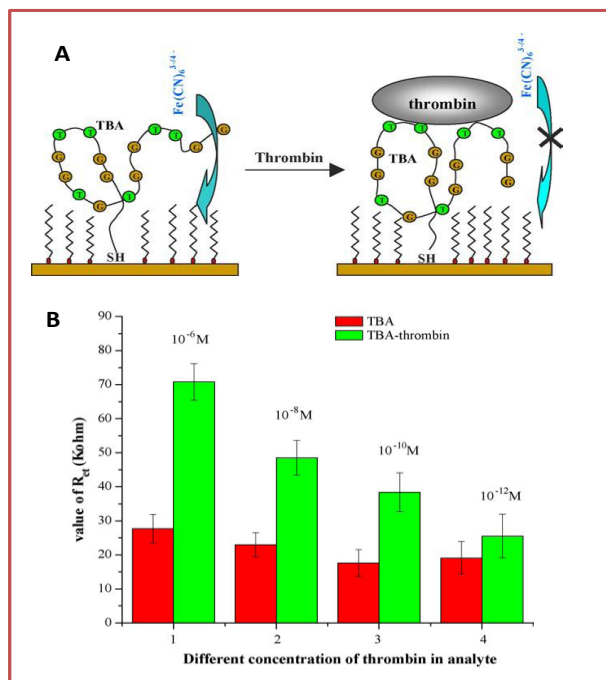 A
Fe(CN)6 3-/4-
TBA
T T T T G
G G G G
G G G
T T
G
SH
Thrombin
Fe(CN)6 3-/4-
thrombin
T T T T
TBA
G G G G
G G G G
T T
G
SH
B
TBA
TBA-thrombin
10-6M
10-8M
10-10M
10-12M
value of Ret (Kohm)
90
80
70
60
50
40
30
20
10
0
1 2 3 4
Different concentration of thrombin in analyte